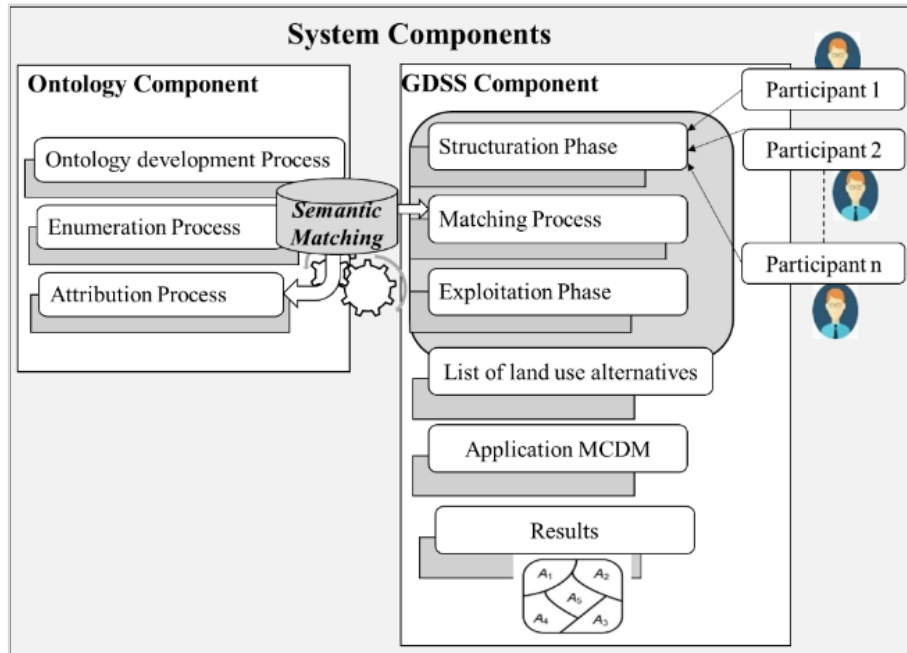 System Components
Ontology Component
Ontology development Process
Enumeration Process
Attribution Process
Semantic
Matching
GDSS Component
Structuration Phase
Matching Process
Exploitation Phase
List of land use alternatives
Application MCDM
Results
A1
A2
A5
A4
A3
Participant 1
Participant 2
Participant n